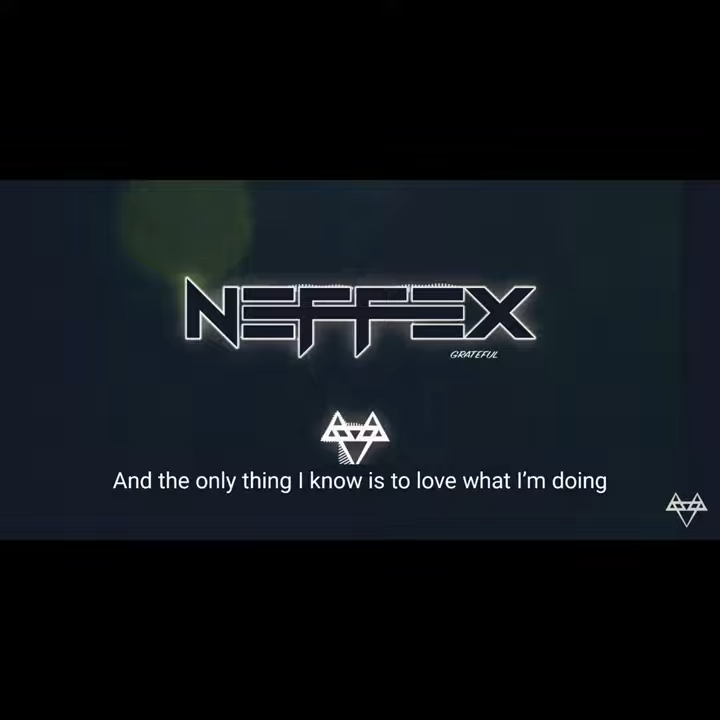 NEFFEX
GRATEFUL
And the only thing I know is to love what I’m doing